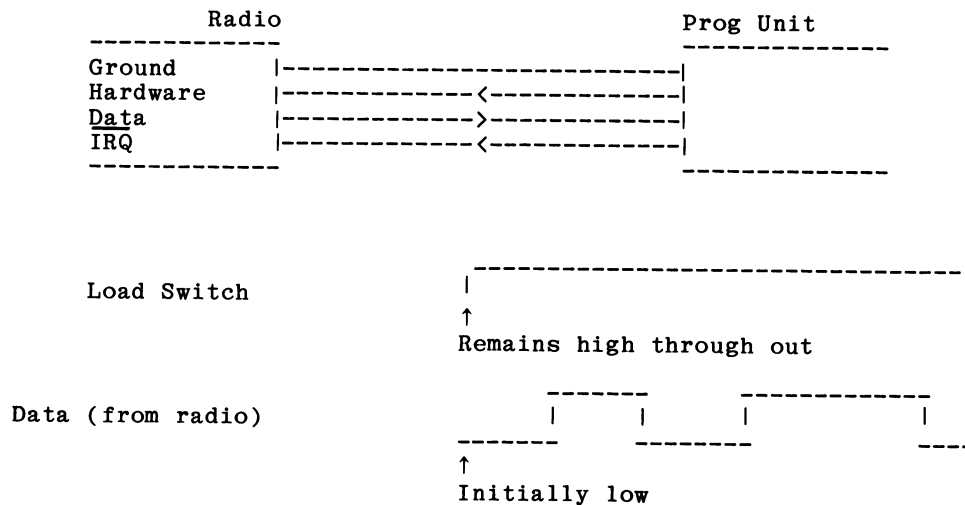 Radio Prog Unit
Ground
Hardware
Data
IRQ
Load Switch
↑
Remains high through out
Data (from radio)
↑
Initially low